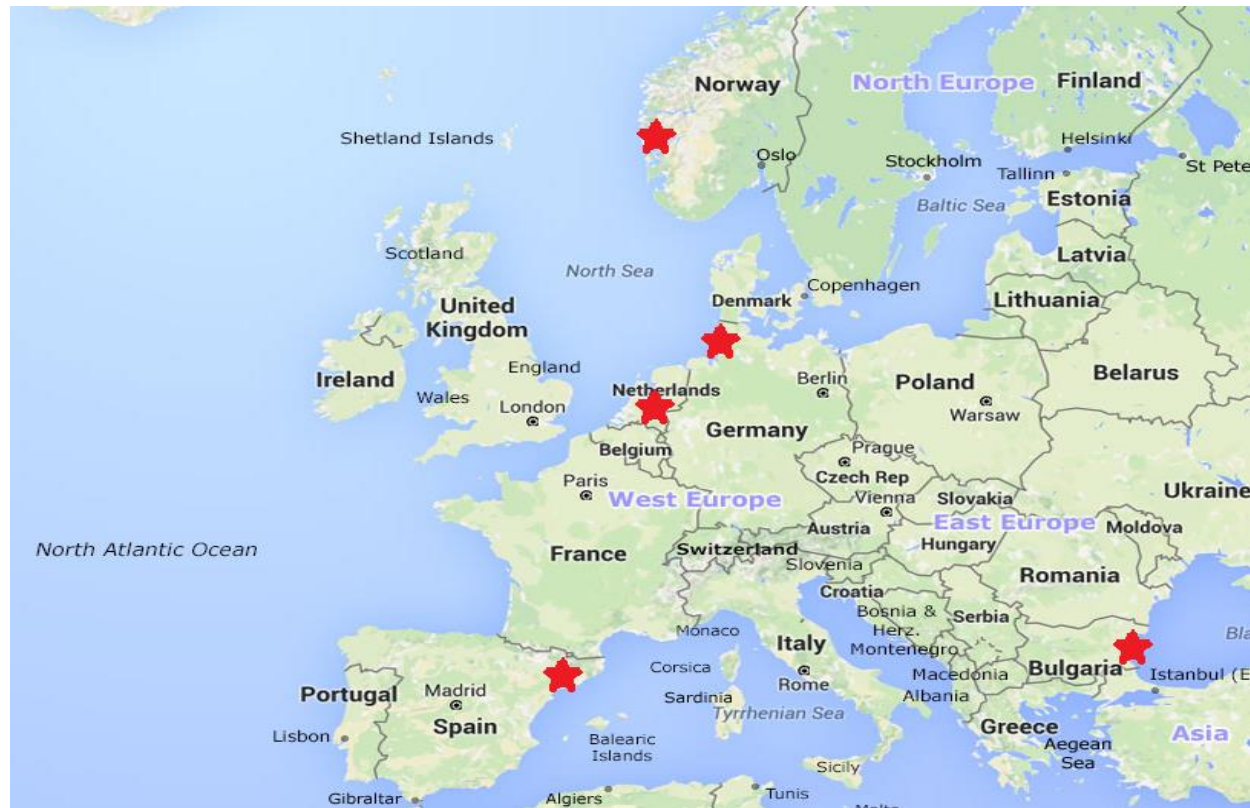 Norway
North Europe
Finland
Shetland Islands
Oslo
Helsinki
Stockholm
Tallinn
St Pete
Baltic Sea
Estonia
Scotland
North Sea
Latvia
Copenhagen
Denmark
Lithuania
United
Kingdom
England
Ireland
Wales
London
Netherlands
Berlin
Poland
Warsaw
Belarus
Germany
Belgium
Paris
Prague
Czech Rep
West Europe
Vienna
Slovakia
Ukraine
East Europe
Moldova
Austria
North Atlantic Ocean
France
Switzerland
Hungary
Slovenia
Romania
Croatia
Bosnia &
Herz.
Serbia
Monaco
Italy
Montenegro
Bla
Corsica
Rome
Macedonia
Bulgaria
Istanbul (E
Portugal
Madrid
Spain
Sardinia
Albania
Tyrrhenian Sea
Greece
Asia
Lisbon
Balearic
Islands
Aegean
Sea
Sicily
Gibraltar
Algiers
Tunis
Malta